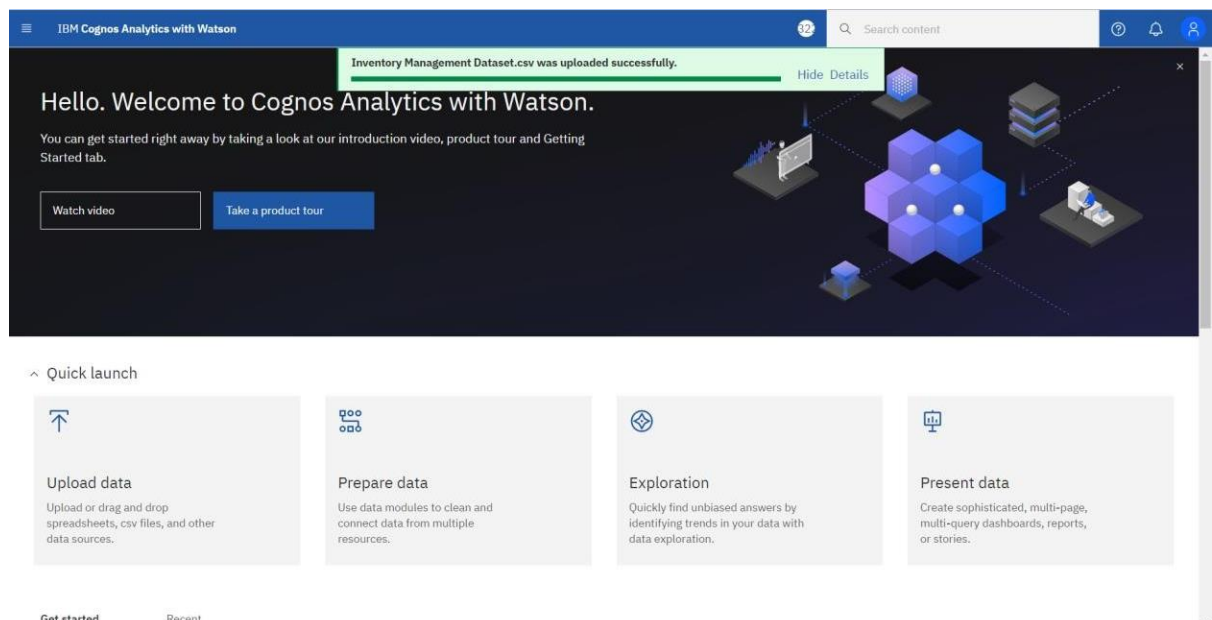 IBM Cognos Analytics with Watson
32
Search content
Inventory Management Dataset.csv was uploaded successfully.
Hide Details
Hello. Welcome to Cognos Analytics with Watson.
You can get started right away by taking a look at our introduction video, product tour and Getting
Started tab.
Watch video
Take a product tour
Quick launch
Upload data
Upload or drag and drop
spreadsheets, csv files, and other
data sources.
Prepare data
Use data modules to clean and
connect data from multiple
resources.
Exploration
Quickly find unbiased answers by
identifying trends in your data with
data exploration.
Present data
Create sophisticated, multi-page,
multi-query dashboards, reports,
or stories.
Get started
Recent